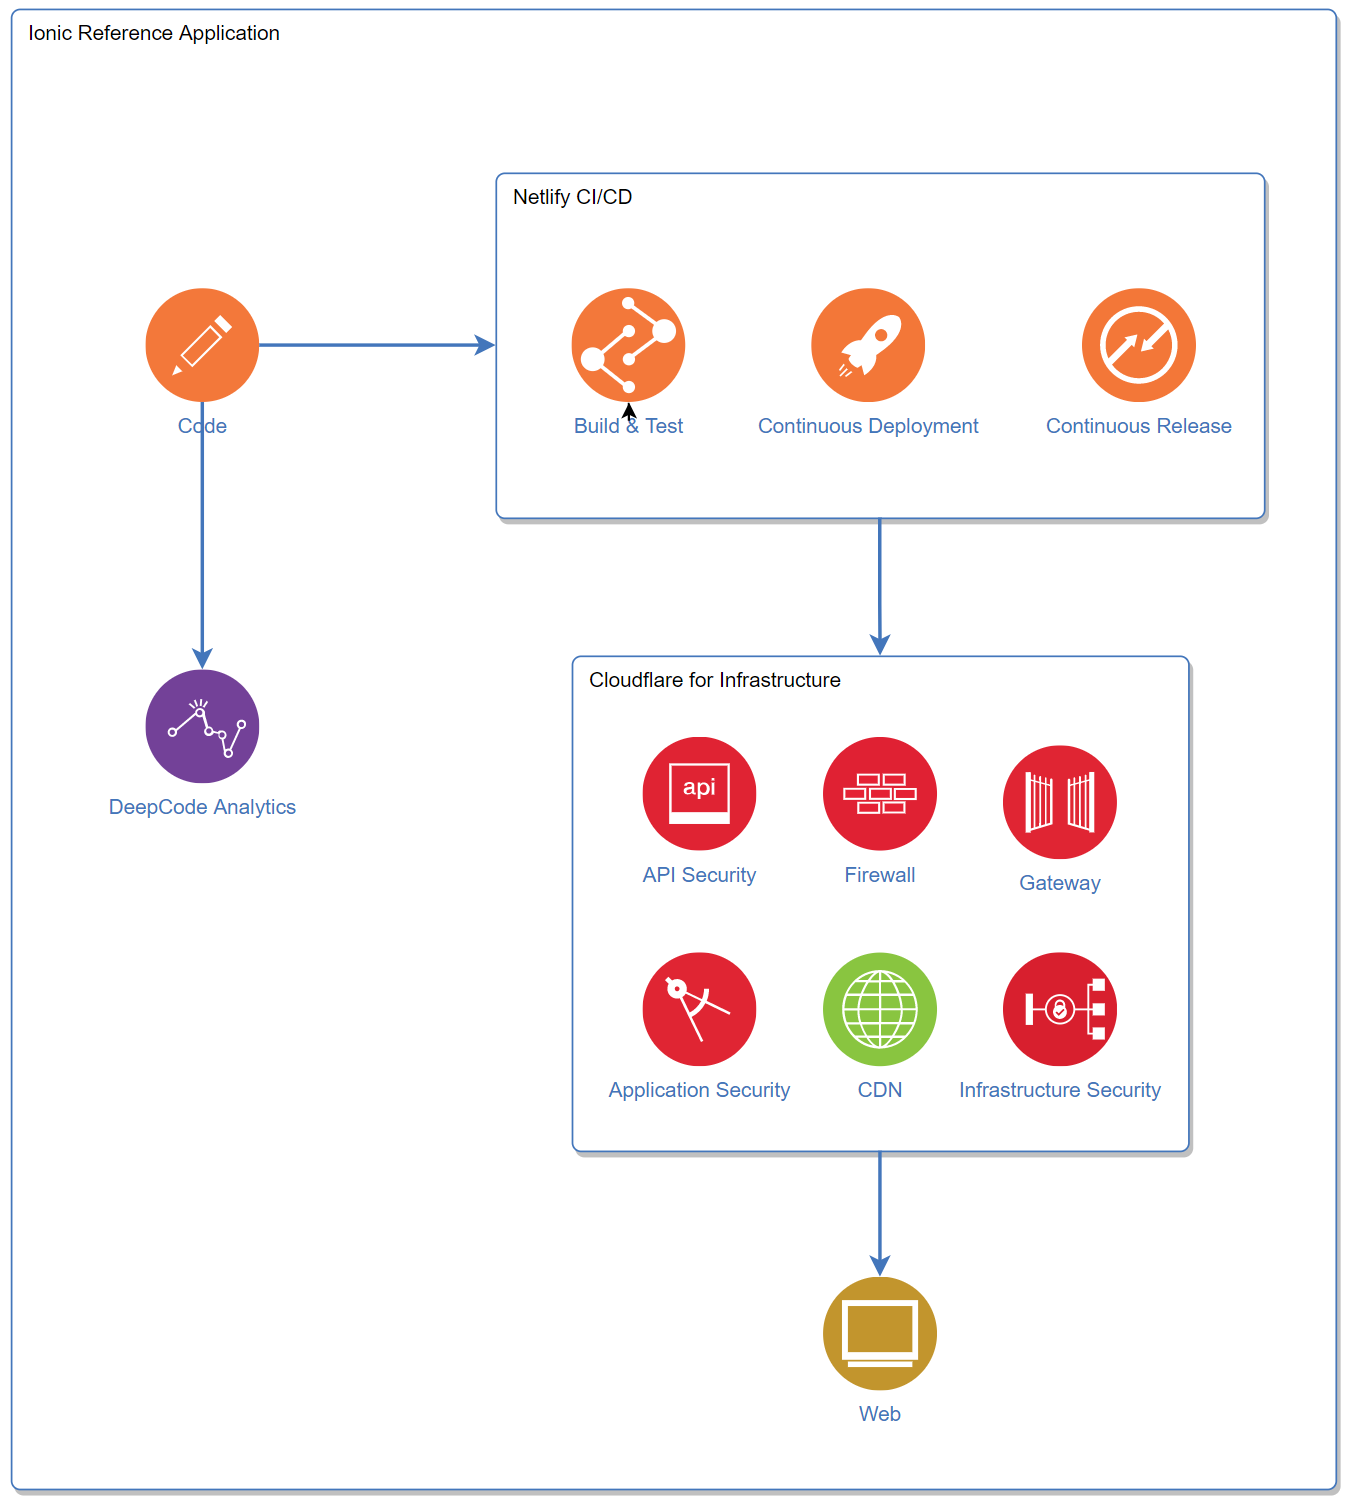 Ionic Reference Application
Netlify CI/CD
Code
Build & Test
Continuous Deployment
Continuous Release
DeepCode Analytics
Cloudflare for Infrastructure
api
API Security
Firewall
Gateway
Application Security
CDN
Infrastructure Security
Web